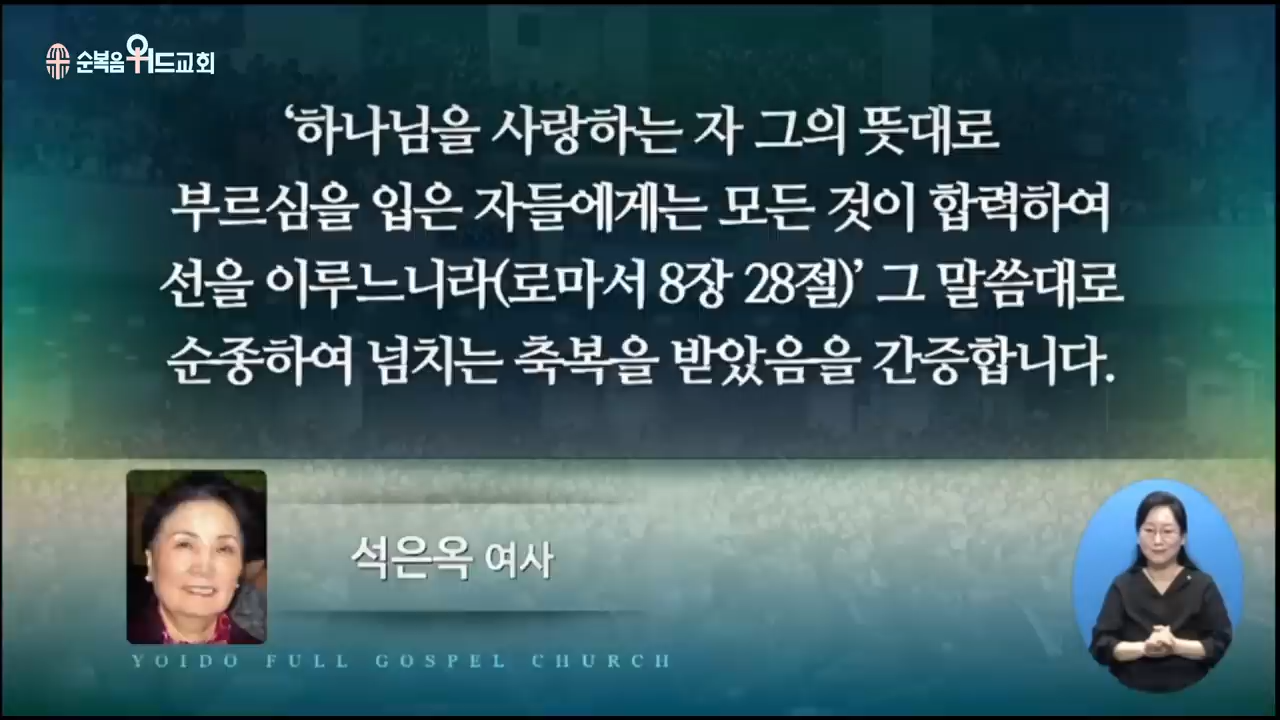 순복음위드교회
‘하나님을 사랑하는 자 그의 뜻대로
부르심을 입은 자들에게는 모든 것이 합력하여
선을 이루느니라(로마서 8장 28절)’ 그 말씀대로
순종하여 넘치는 축복을 받았음을 간증합니다.
석은옥 여사
YOIDO FULL GOSPEL CHURCH